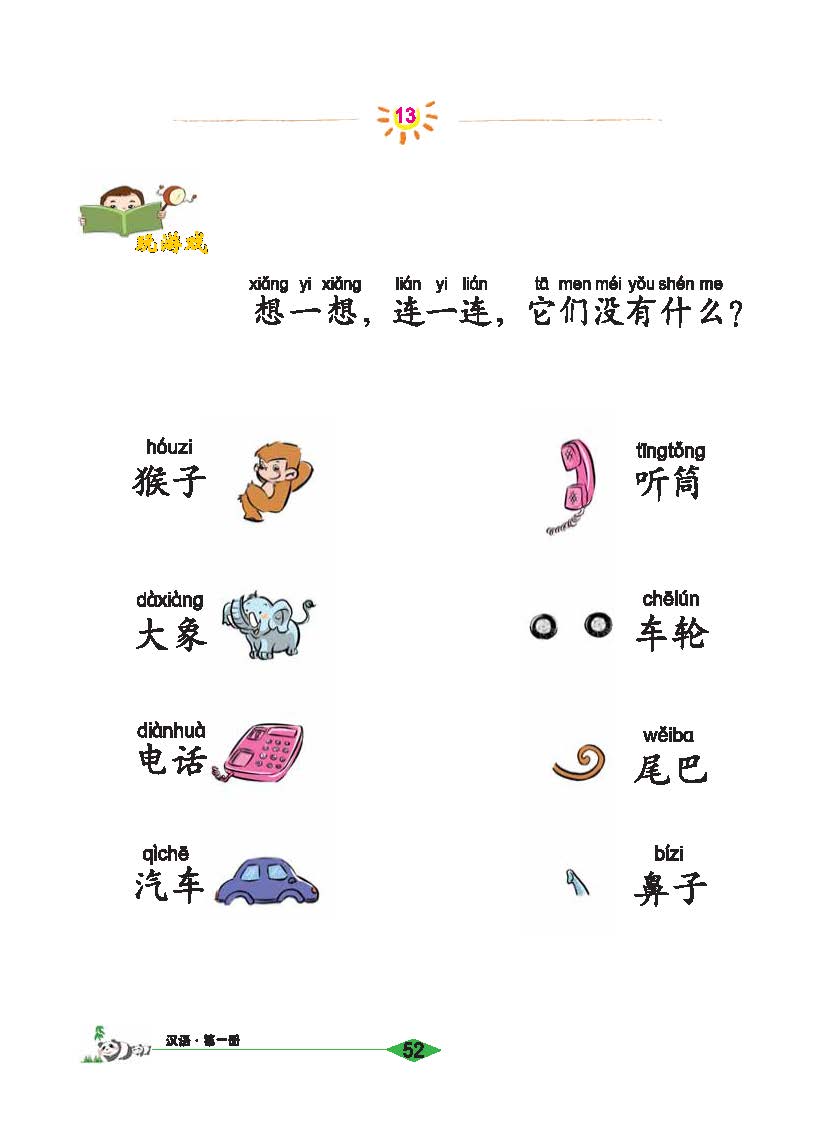 13
玩游戏
xiǎng yi xiǎng lián yi lián tā men méi yǒu shén me
想一想，连一连，它们没有什么？
hóuzi
猴子
tīngtǒng
听筒
dàxiàng
大象
chēlún
车轮
diànhuà
电话
wěiba
尾巴
qìchē
汽车
bízi
鼻子
汉语·第一册
52